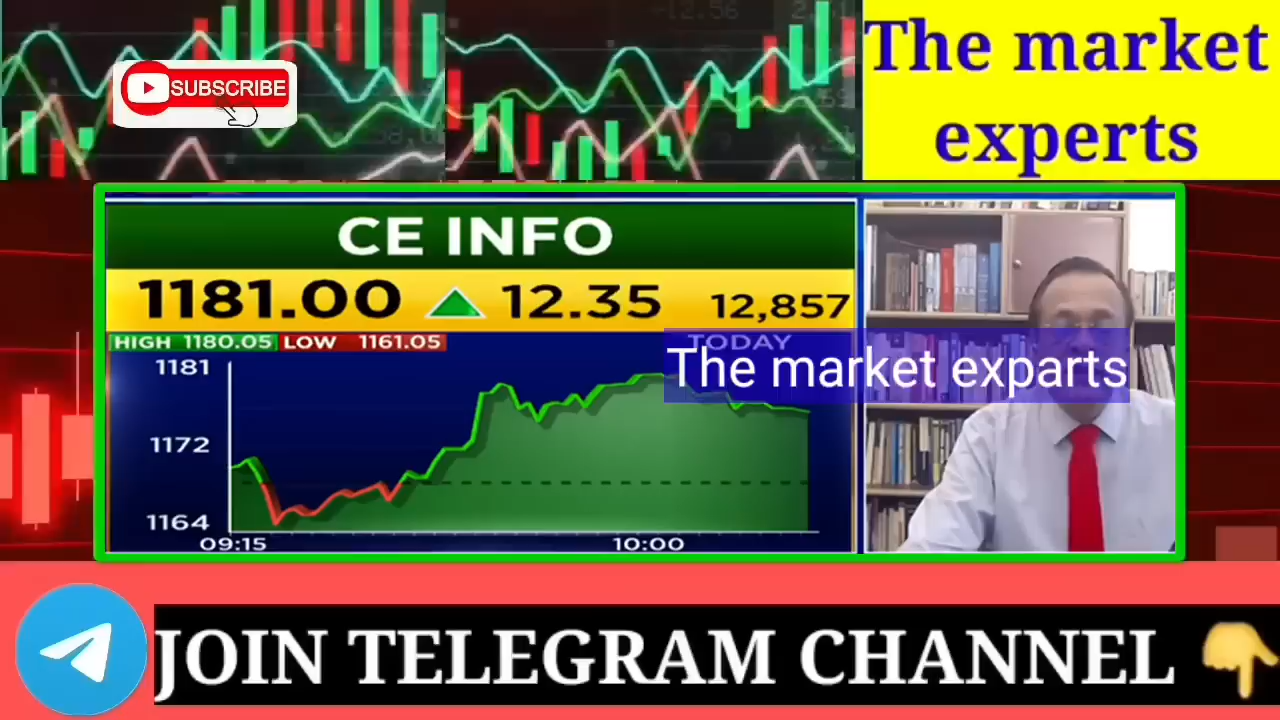 The market
experts
SUBSCRIBE
CE INFO
1181.00 12.35 12,857
HIGH 1180.05 LOW 1161.05
TODAY
The market exparts
1181
1172
1164
09:15 10:00
JOIN TELEGRAM CHANNEL